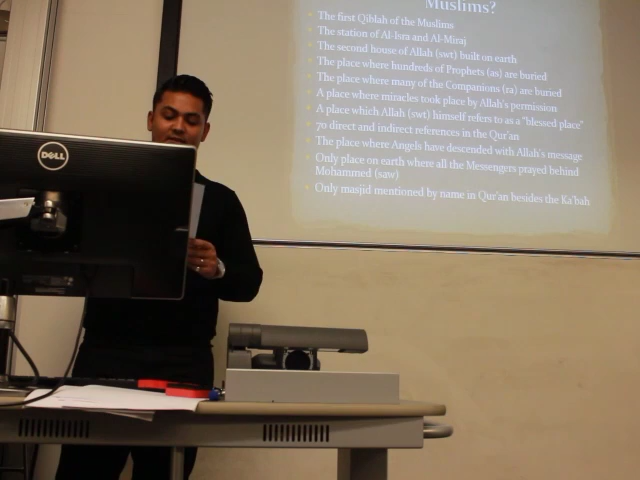 Muslims?
The first Qiblah of the Muslims
The station of Al-Isra and Al-Miraj
The second house of Allah (swt) built on earth
The place where hundreds of Prophets (as) are buried
The place where many of the Companions (ra) are buried
A place where miracles took place by Allah's permission
A place which Allah (swt) himself refers to as a "blessed place"
70 direct and indirect references in the Qur'an
The place where Angels have descended with Allah's message
Only place on earth where all the Messengers prayed behind
Mohammed (saw)
Only masjid mentioned by name in Qur'an besides the Ka'bah
DELL